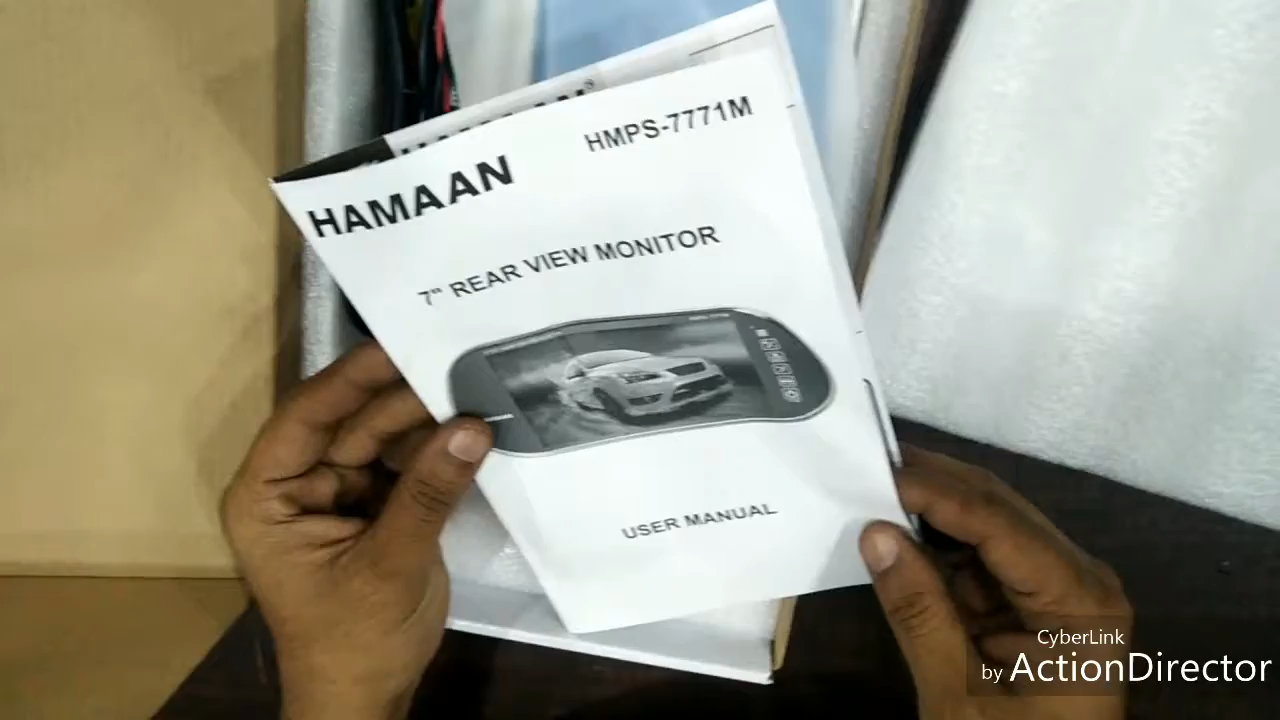 HMPS-7771M
HAMAAN
7" REAR VIEW MONITOR
USER MANUAL
CyberLink
by ActionDirector